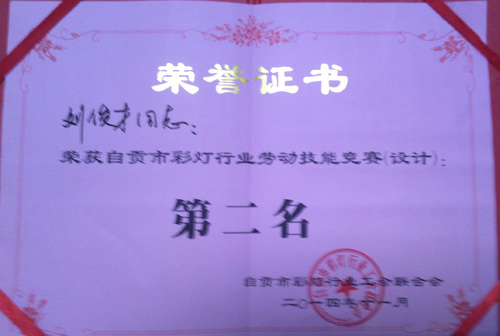 荣誉证书
刘俊才同志：
荣获自贡市彩灯行业劳动技能竞赛(设计)：
第二名
自贡市彩灯行业工会联合会
二〇一四年十一月